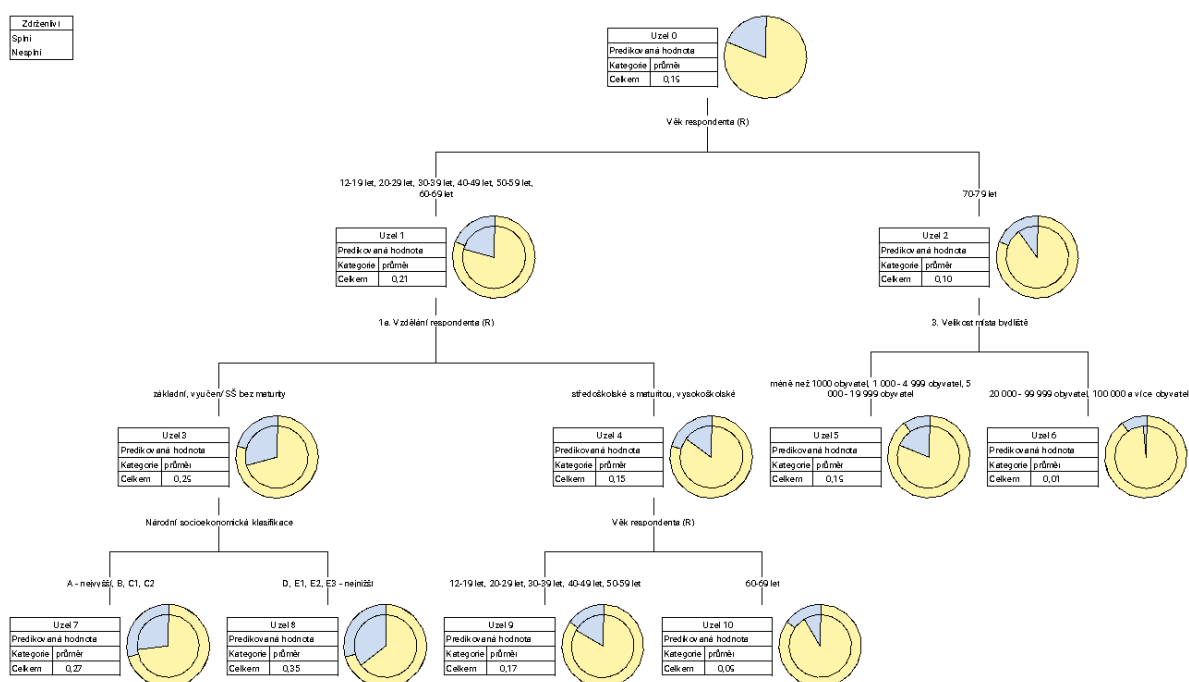 Zdrženliví
Splní
Nesplní
Uzel 0
Predikovaná hodnota
Kategorie průměr
Celkem 0,19
Věk respondenta (R)
12-19 let, 20-29 let, 30-39 let, 40-49 let, 50-59 let,
60-69 let
70-79 let
Uzel 1
Predikovaná hodnota
Kategorie průměr
Celkem 0,21
Uzel 2
Predikovaná hodnota
Kategorie průměr
Celkem 0,10
1a. Vzdělání respondenta (R)
3. Velikost místa bydliště
základní, vyučen/ SŠ bez maturity
středoškolské s maturitou, vysokoškolské
méně než 1000 obyvatel, 1 000 - 4 999 obyvatel, 5
000 - 19 999 obyvatel
20 000 - 99 999 obyvatel, 100 000 a více obyvatel
Uzel 3
Predikovaná hodnota
Kategorie průměr
Celkem 0,29
Uzel 4
Predikovaná hodnota
Kategorie průměr
Celkem 0,15
Uzel 5
Predikovaná hodnota
Kategorie průměr
Celkem 0,19
Uzel 6
Predikovaná hodnota
Kategorie průměr
Celkem 0,01
Národní socioekonomická klasifikace
Věk respondenta (R)
A - nejvyšší, B, C1, C2
D, E1, E2, E3 - nejnižší
12-19 let, 20-29 let, 30-39 let, 40-49 let, 50-59 let
60-69 let
Uzel 7
Predikovaná hodnota
Kategorie průměr
Celkem 0,27
Uzel 8
Predikovaná hodnota
Kategorie průměr
Celkem 0,35
Uzel 9
Predikovaná hodnota
Kategorie průměr
Celkem 0,17
Uzel 10
Predikovaná hodnota
Kategorie průměr
Celkem 0,09